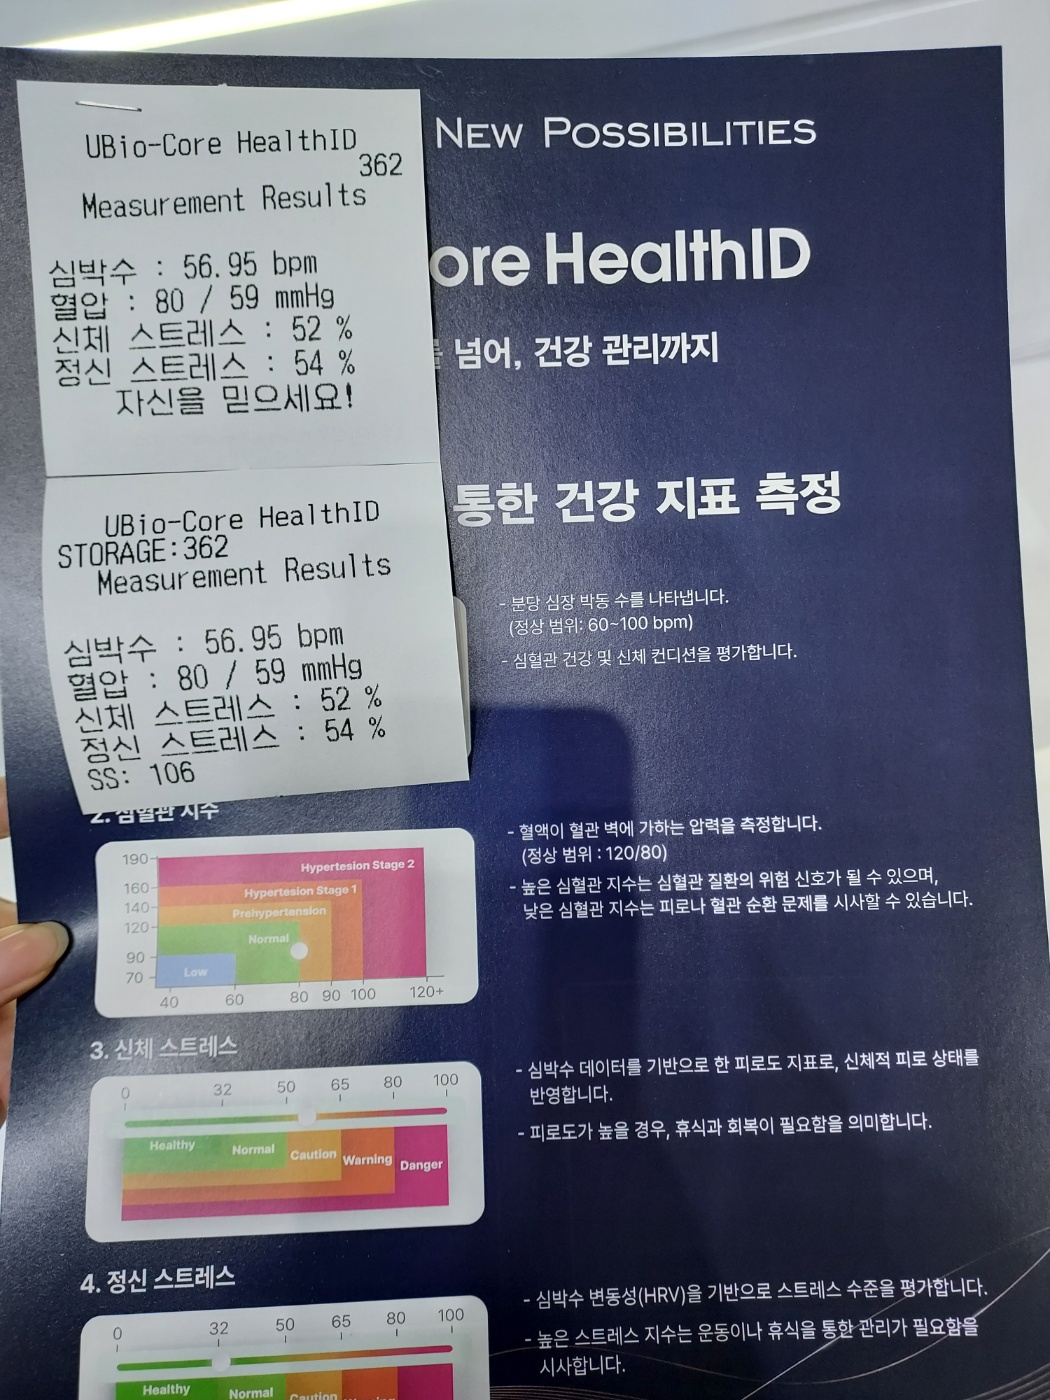 UBio-Core HealthID
362
Measurement Results
심박수 : 56.95 bpm
혈압 : 80 / 59 mmHg
신체 스트레스 : 52 %
정신 스트레스 : 54 %
자신을 믿으세요!
UBio-Core HealthID
STORAGE:362
Measurement Results
심박수 : 56.95 bpm
혈압 : 80 / 59 mmHg
신체 스트레스 : 52 %
정신 스트레스 : 54 %
SS: 106
NEW POSSIBILITIES
ore HealthID
넘어, 건강 관리까지
통한 건강 지표 측정
- 분당 심장 박동 수를 나타냅니다.
(정상 범위: 60~100 bpm)
- 심혈관 건강 및 신체 컨디션을 평가합니다.
2. 심혈관 지수
190
160
140
120
90
70
Hypertesion Stage 2
Hypertesion Stage 1
Prehypertension
Normal
Low
40 60 80 90 100 120+
- 혈액이 혈관 벽에 가하는 압력을 측정합니다.
(정상 범위 : 120/80)
- 높은 심혈관 지수는 심혈관 질환의 위험 신호가 될 수 있으며,
낮은 심혈관 지수는 피로나 혈관 순환 문제를 시사할 수 있습니다.
3. 신체 스트레스
0 32 50 65 80 100
Healthy Normal Caution Warning Danger
- 심박수 데이터를 기반으로 한 피로도 지표로, 신체적 피로 상태를
반영합니다.
- 피로도가 높을 경우, 휴식과 회복이 필요함을 의미합니다.
4. 정신 스트레스
0 32 50 65 80 100
Healthy Normal Caution
- 심박수 변동성(HRV)을 기반으로 스트레스 수준을 평가합니다.
- 높은 스트레스 지수는 운동이나 휴식을 통한 관리가 필요함을
시사합니다.